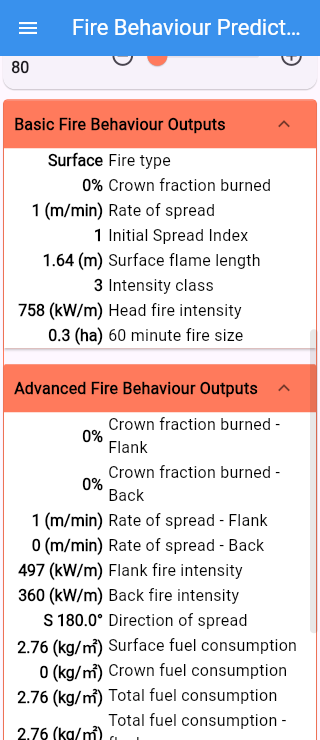 Fire Behaviour Predict...
80
Basic Fire Behaviour Outputs
Surface Fire type
0% Crown fraction burned
1 (m/min) Rate of spread
1 Initial Spread Index
1.64 (m) Surface flame length
3 Intensity class
758 (kW/m) Head fire intensity
0.3 (ha) 60 minute fire size
Advanced Fire Behaviour Outputs
0% Crown fraction burned -
Flank
0% Crown fraction burned -
Back
1 (m/min) Rate of spread - Flank
0 (m/min) Rate of spread - Back
497 (kW/m) Flank fire intensity
360 (kW/m) Back fire intensity
S 180.0° Direction of spread
2.76 (kg/㎡) Surface fuel consumption
0 (kg/㎡) Crown fuel consumption
2.76 (kg/㎡) Total fuel consumption
2.76 (kg/㎡) Total fuel consumption -